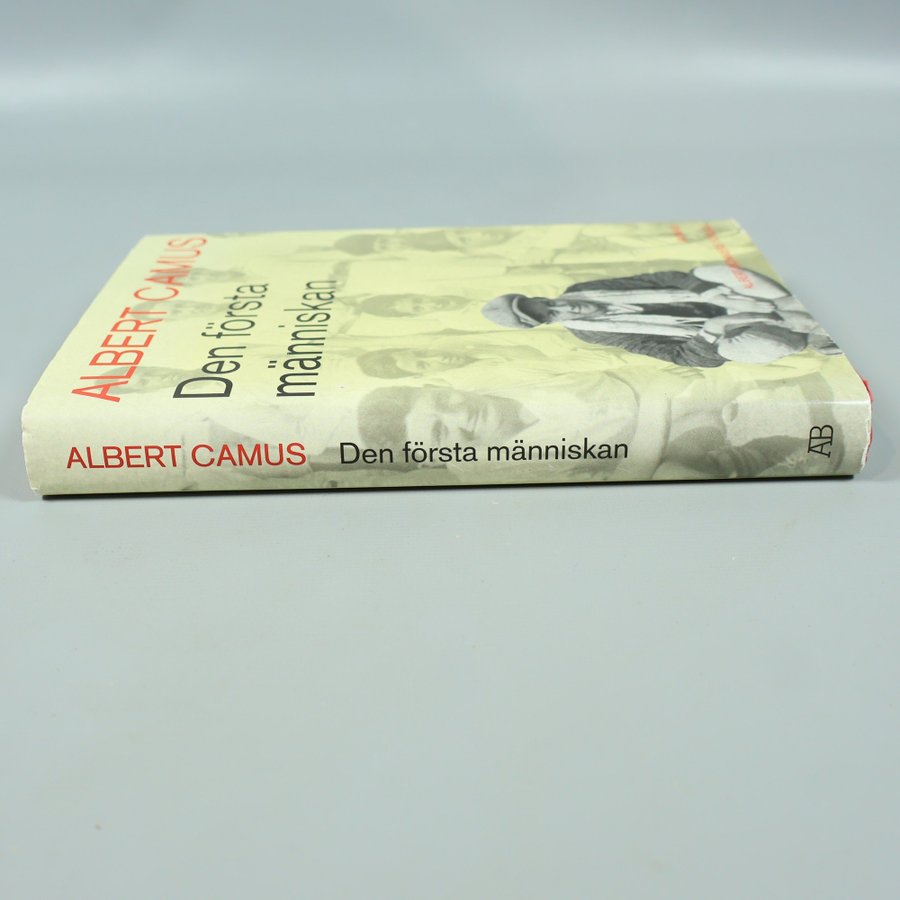 ALBERT CAMUS
Den första
människan
ALBERT CAMUS Den första människan AB